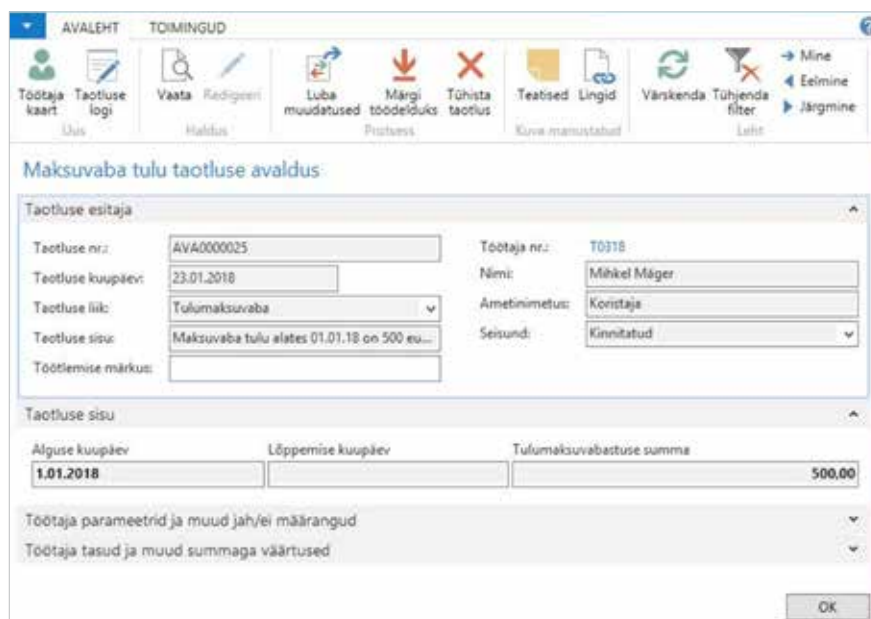 AVALEHT TOIMINGUD
Töötaja kaart
Taotluse logi
Uus
Vaata
Redigeeri
Haldus
Luba muudatused
Märgi töödelduks
Tühista taotlus
Protsess
Teatised
Lingid
Kuva manustatud
Värskenda
Tühjenda filter
Mine
Eelmine
Järgmine
Leht
Maksuvaba tulu taotluse avaldus
Taotluse esitaja
Taotluse nr.: AVA0000025
Taotluse kuupäev: 23.01.2018
Taotluse liik: Tulumaksuvaba
Taotluse sisu: Maksuvaba tulu alates 01.01.18 on 500 eu...
Töötlemise märkus:
Töötaja nr.: T0318
Nimi: Mihkel Mäger
Ametinimetus: Koristaja
Seisund: Kinnitatud
Taotluse sisu
Alguse kuupäev Lõppemise kuupäev Tulumaksuvabastuse summa
1.01.2018 500,00
Töötaja parameetrid ja muud jah/ei määrangud
Töötaja tasud ja muud summaga väärtused
OK